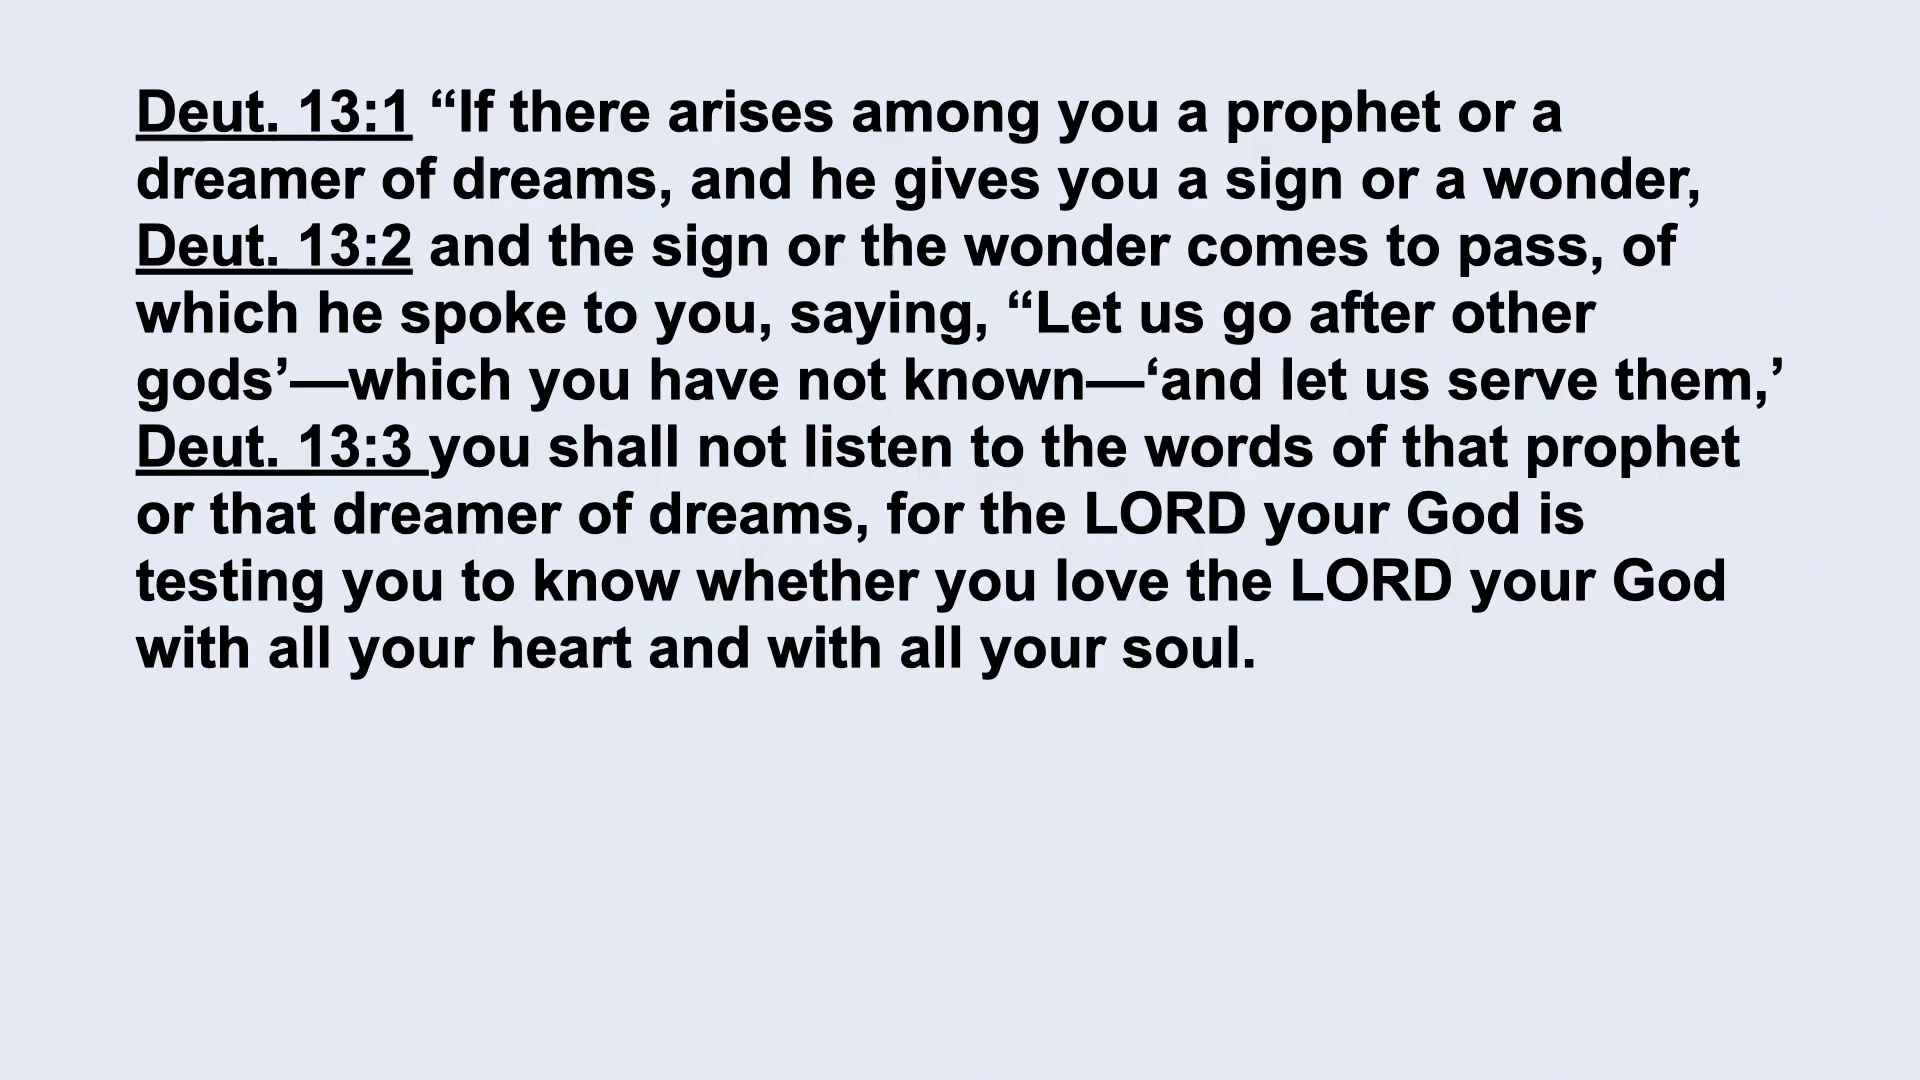 Deut. 13:1 “If there arises among you a prophet or a
dreamer of dreams, and he gives you a sign or a wonder,
Deut. 13:2 and the sign or the wonder comes to pass, of
which he spoke to you, saying, “Let us go after other
gods’—which you have not known—‘and let us serve them,’
Deut. 13:3 you shall not listen to the words of that prophet
or that dreamer of dreams, for the LORD your God is
testing you to know whether you love the LORD your God
with all your heart and with all your soul.